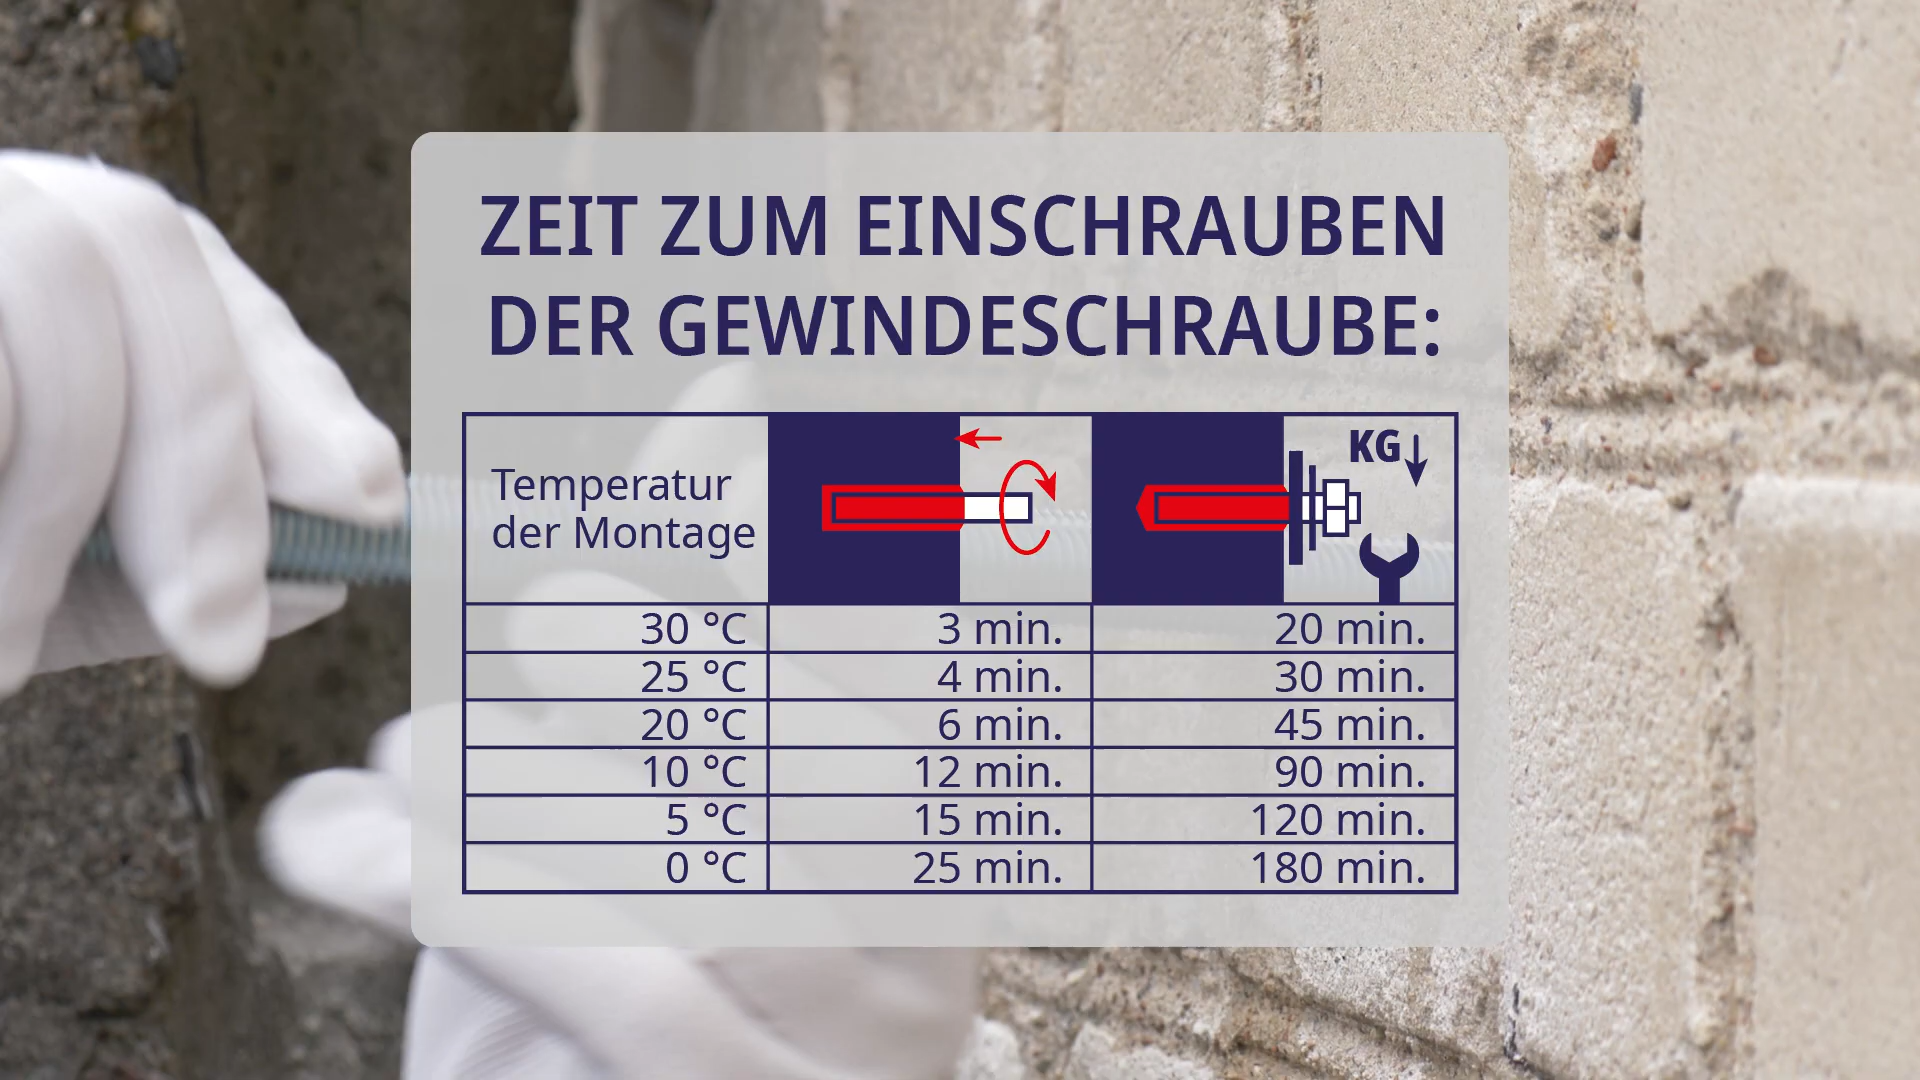 ZEIT ZUM EINSCHRAUBEN
DER GEWINDESCHRAUBE:
Temperatur
der Montage
KG
30 °C 3 min. 20 min.
25 °C 4 min. 30 min.
20 °C 6 min. 45 min.
10 °C 12 min. 90 min.
5 °C 15 min. 120 min.
0 °C 25 min. 180 min.